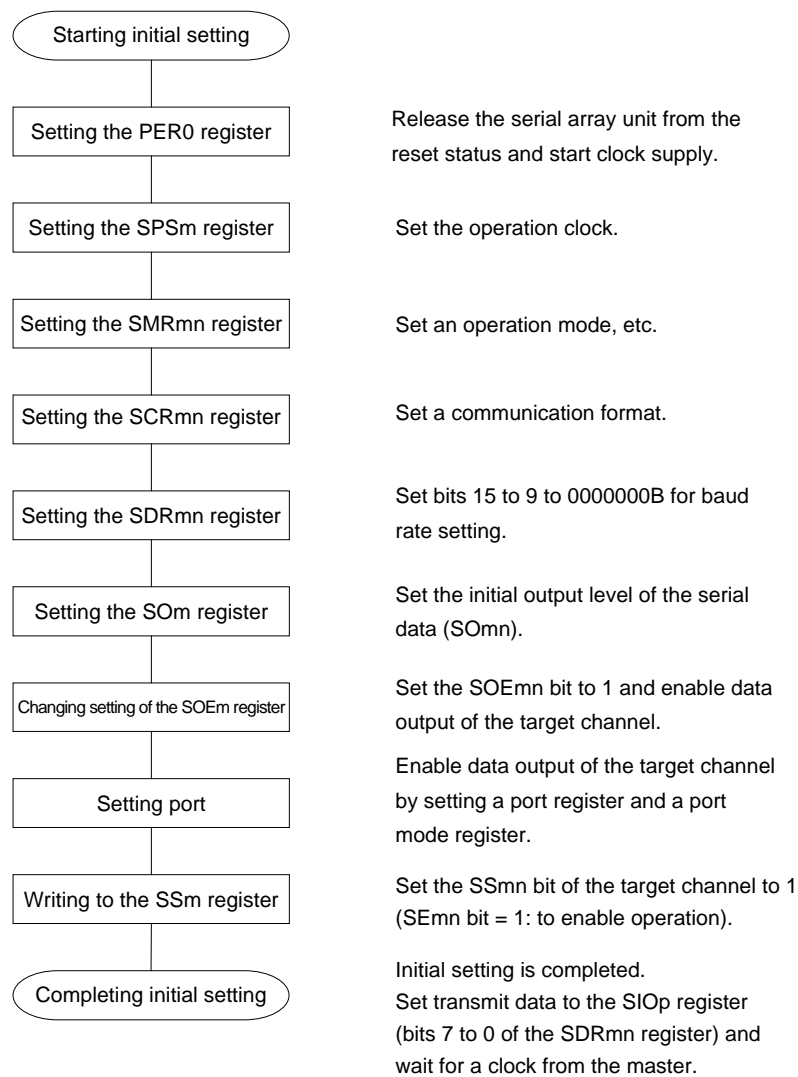 Starting initial setting
Setting the PER0 register
Release the serial array unit from the
reset status and start clock supply.
Setting the SPSm register
Set the operation clock.
Setting the SMRmn register
Set an operation mode, etc.
Setting the SCRmn register
Set a communication format.
Setting the SDRmn register
Set bits 15 to 9 to 0000000B for baud
rate setting.
Setting the SOm register
Set the initial output level of the serial
data (SOmn).
Changing setting of the SOEm register
Set the SOEmn bit to 1 and enable data
output of the target channel.
Setting port
Enable data output of the target channel
by setting a port register and a port
mode register.
Writing to the SSm register
Set the SSmn bit of the target channel to 1
(SEmn bit = 1: to enable operation).
Completing initial setting
Initial setting is completed.
Set transmit data to the SIOp register
(bits 7 to 0 of the SDRmn register) and
wait for a clock from the master.